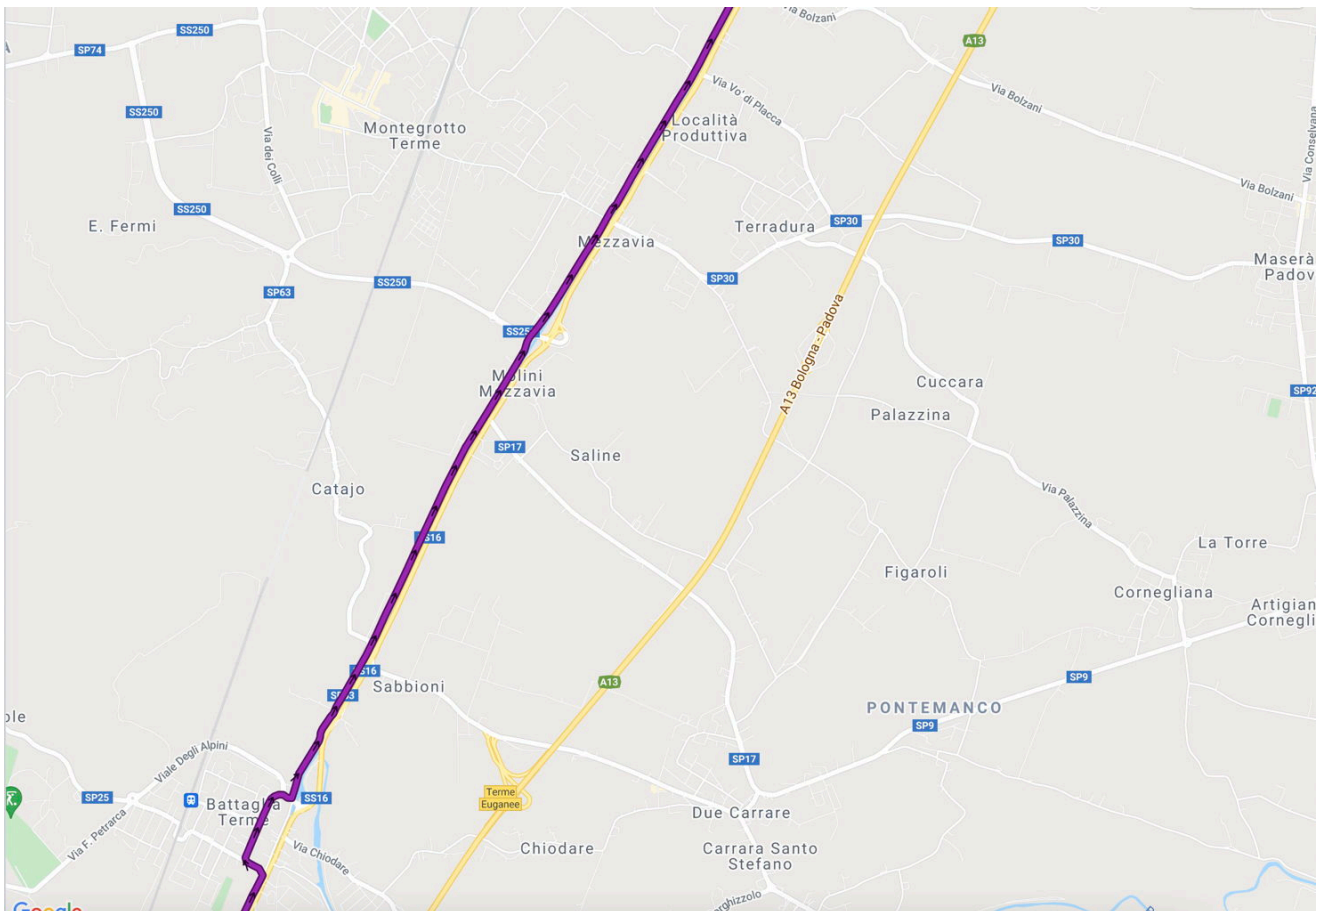 Via Bolzani
SS250
A13
SP74
Via Bolzani
Via Vo' di Placca
SS250
Località
Produttiva
Montegrotto
Terme
Via dei Colli
Via Conselvana
Via Bolzani
SS250
E. Fermi
Terradura
SP30
Mezzavia
SP30
Maserà
Padov
SS250
SP30
SP63
A13 Bologna - Padova
SS25
Molini
Mezzavia
Cuccara
SP92
Palazzina
SP17
Saline
Catajo
Via Palazzina
SS16
La Torre
Figaroli
Cornegliana
Artigian
Cornegli
SS16
Sabbioni
A13
SP9
PONTEMANCO
ole
SP9
Viale Degli Alpini
SP17
SP25
SS16
Terme
Euganee
Battaglia
Terme
Due Carrare
Via F. Petrarca
Via Chiodare
Chiodare
Carrara Santo
Stefano
orghizzolo
Google